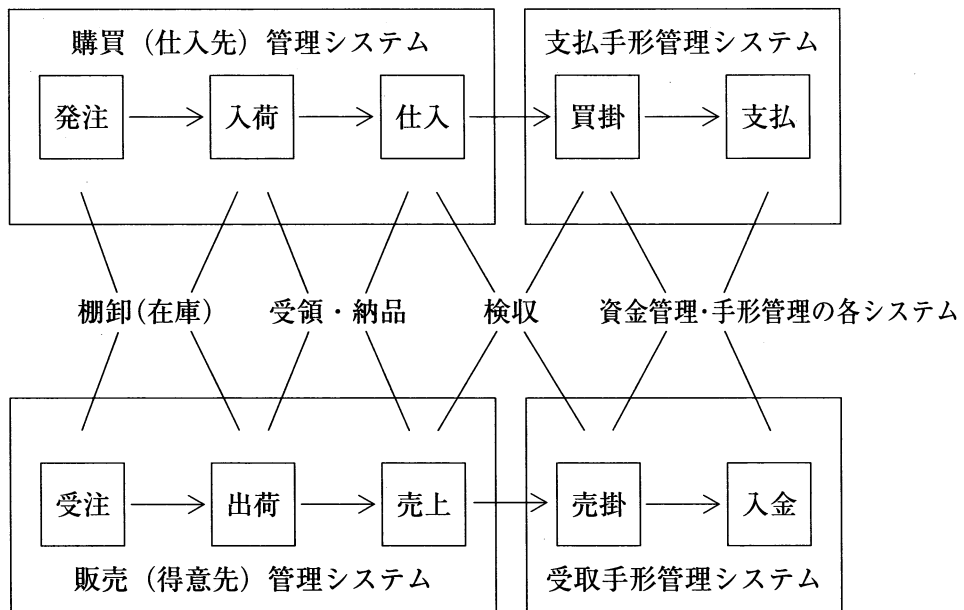 購買（仕入先）管理システム
支払手形管理システム
発注
入荷
仕入
買掛
支払
棚卸(在庫)
受領・納品
検収
資金管理・手形管理の各システム
受注
出荷
売上
売掛
入金
販売（得意先）管理システム
受取手形管理システム